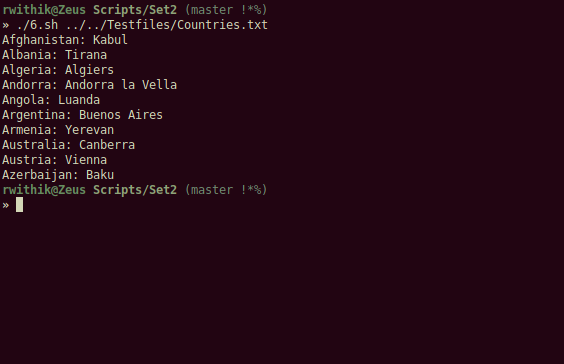 rwithik@Zeus Scripts/Set2 (master !*%)
» ./6.sh ../../Testfiles/Countries.txt
Afghanistan: Kabul
Albania: Tirana
Algeria: Algiers
Andorra: Andorra la Vella
Angola: Luanda
Argentina: Buenos Aires
Armenia: Yerevan
Australia: Canberra
Austria: Vienna
Azerbaijan: Baku
rwithik@Zeus Scripts/Set2 (master !*%)
»